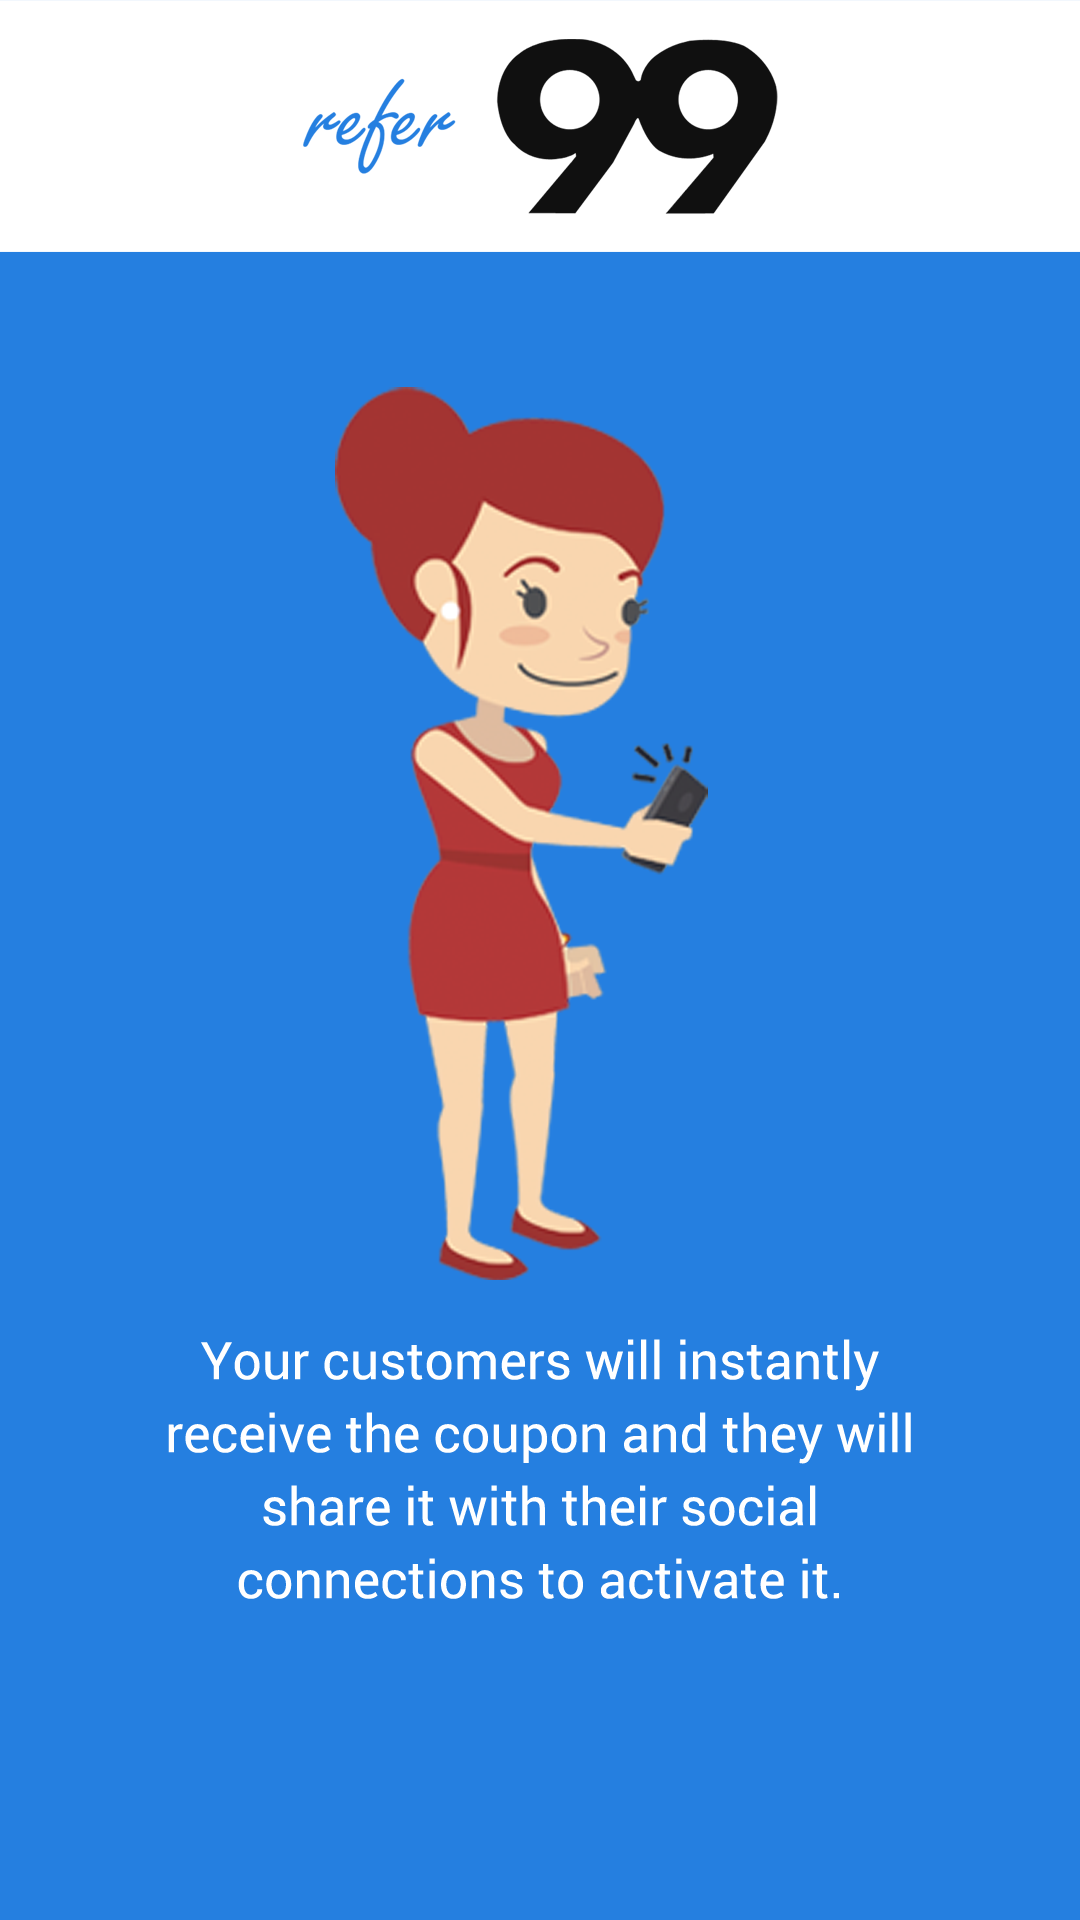 refer 99
Your customers will instantly
receive the coupon and they will
share it with their social
connections to activate it.